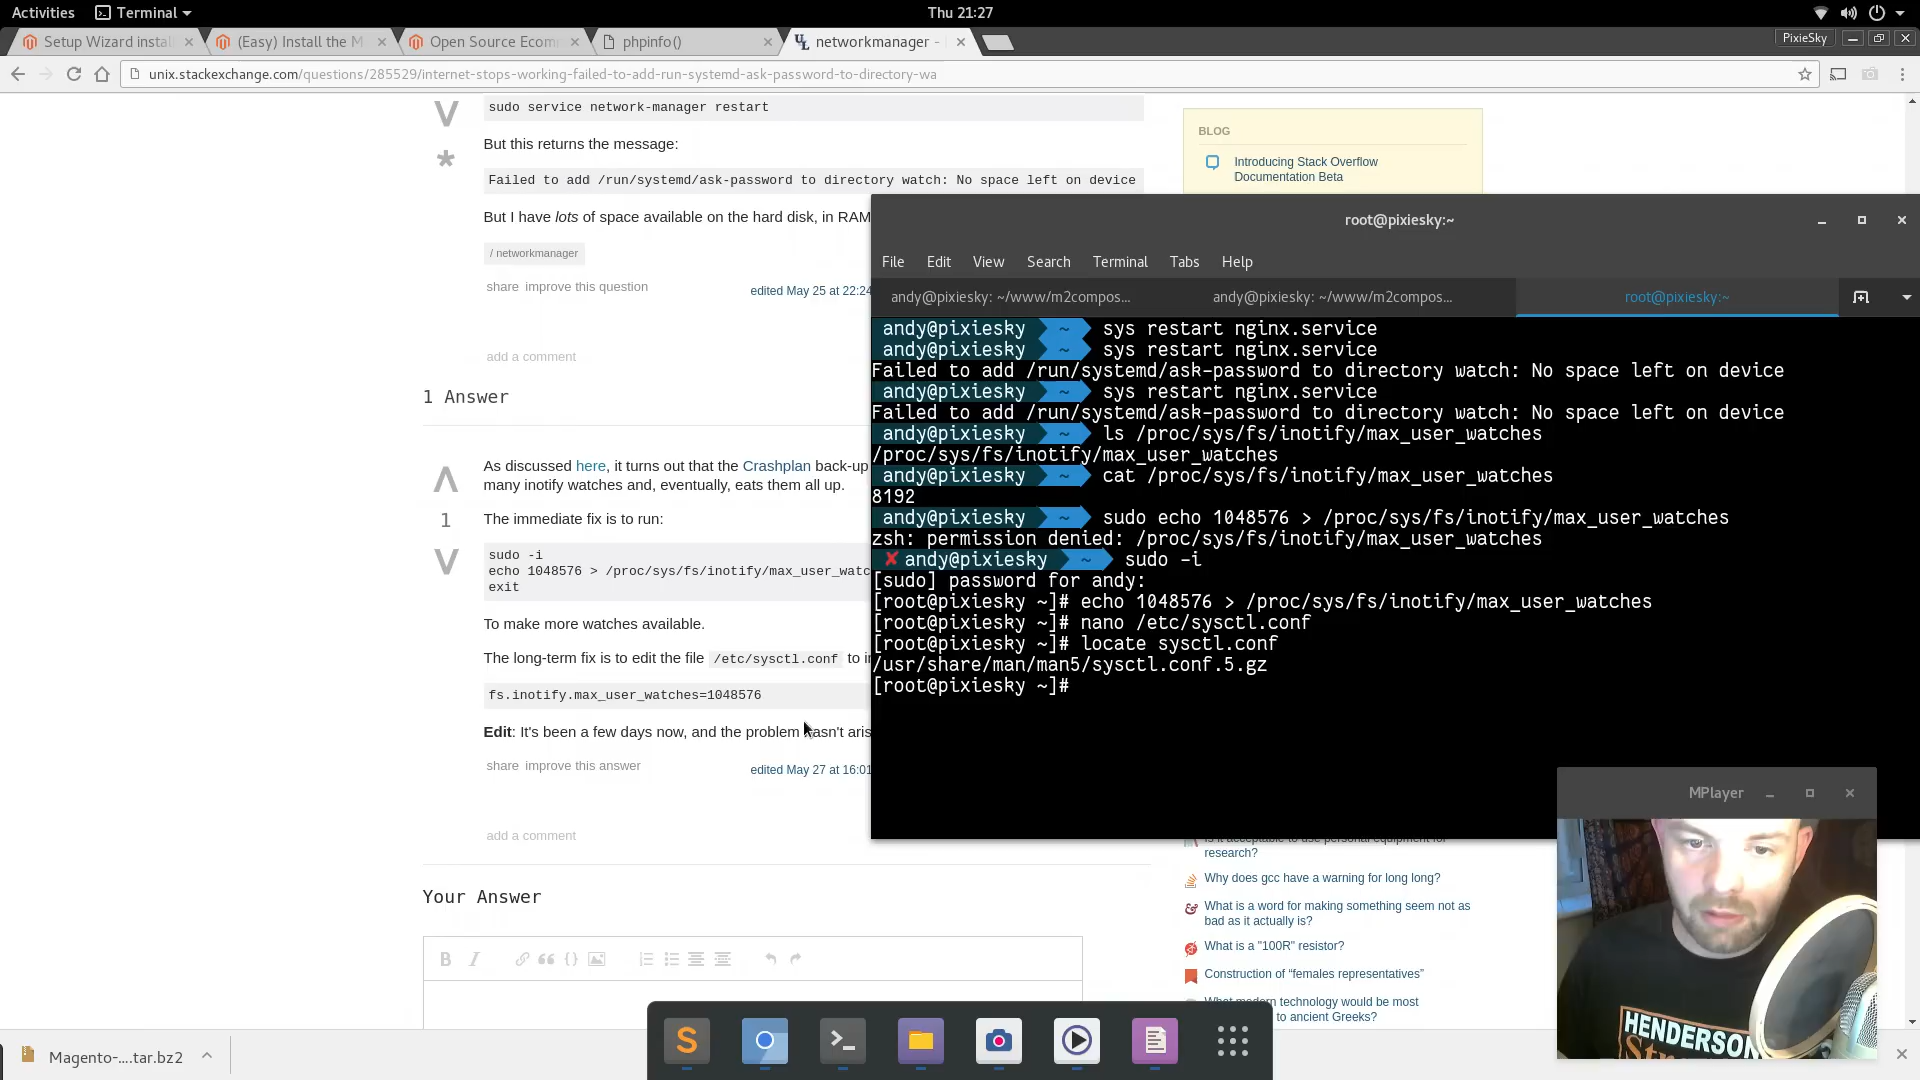 Activities
Terminal
Thu 21:27
Setup Wizard instal
(Easy) Install the M
Open Source Ecom
phpinfo()
networkmanager -
PixieSky
unix.stackexchange.com/questions/285529/internet-stops-working-failed-to-add-run-systemd-ask-password-to-directory-wa
sudo service network-manager restart
But this returns the message:
Failed to add /run/systemd/ask-password to directory watch: No space left on device
But I have lots of space available on the hard disk, in RAM
/ networkmanager
share improve this question
edited May 25 at 22:24
add a comment
1 Answer
As discussed here, it turns out that the Crashplan back-up
many inotify watches and, eventually, eats them all up.
1
The immediate fix is to run:
sudo -i
echo 1048576 > /proc/sys/fs/inotify/max_user_watc
exit
To make more watches available.
The long-term fix is to edit the file /etc/sysctl.conf to
fs.inotify.max_user_watches=1048576
Edit: It's been a few days now, and the problem hasn't aris
share improve this answer
edited May 27 at 16:01
add a comment
Your Answer
B I
BLOG
Introducing Stack Overflow
Documentation Beta
root@pixiesky:~
File Edit View Search Terminal Tabs Help
andy@pixiesky: ~/www/m2compos...
andy@pixiesky: ~/www/m2compos...
root@pixiesky:~
andy@pixiesky ~ sys restart nginx.service
andy@pixiesky ~ sys restart nginx.service
Failed to add /run/systemd/ask-password to directory watch: No space left on device
andy@pixiesky ~ sys restart nginx.service
Failed to add /run/systemd/ask-password to directory watch: No space left on device
andy@pixiesky ~ ls /proc/sys/fs/inotify/max_user_watches
/proc/sys/fs/inotify/max_user_watches
andy@pixiesky ~ cat /proc/sys/fs/inotify/max_user_watches
8192
andy@pixiesky ~ sudo echo 1048576 > /proc/sys/fs/inotify/max_user_watches
zsh: permission denied: /proc/sys/fs/inotify/max_user_watches
✘ andy@pixiesky ~ sudo -i
[sudo] password for andy:
[root@pixiesky ~]# echo 1048576 > /proc/sys/fs/inotify/max_user_watches
[root@pixiesky ~]# nano /etc/sysctl.conf
[root@pixiesky ~]# locate sysctl.conf
/usr/share/man/man5/sysctl.conf.5.gz
[root@pixiesky ~]#
MPlayer
Is it acceptable to use personal equipment for
research?
Why does gcc have a warning for long long?
What is a word for making something seem not as
bad as it actually is?
What is a "100R" resistor?
Construction of “females representatives”
What modern technology would be most
to ancient Greeks?
HENDERSON
Magento-....tar.bz2